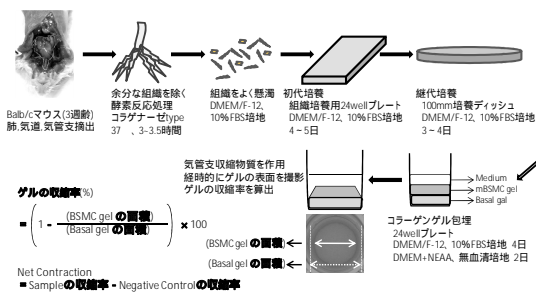 Balb/cマウス(3週齢)
肺,気道,気管支摘出
余分な組織を除く
酵素反応処理
コラゲナーゼtype
37 、3–3.5時間
組織をよく懸濁
DMEM/F-12,
10%FBS培地
初代培養
組織培養用24wellプレート
DMEM/F-12, 10%FBS培地
4~5日
継代培養
100mm培養ディッシュ
DMEM/F-12, 10%FBS培地
3~4日
気管支収縮物質を作用
経時的にゲルの表面を撮影
ゲルの収縮率を算出
Medium
mBSMC gel
Basal gel
コラーゲンゲル包埋
24wellプレート
DMEM/F-12, 10%FBS培地 4日
DMEM+NEAA, 無血清培地 2日
ゲルの収縮率(%)
= ( 1 - (BSMC gel の面積) / (Basal gel の面積) ) × 100
(BSMC gel の面積)
(Basal gel の面積)
Net Contraction
= Sampleの収縮率 - Negative Controlの収縮率